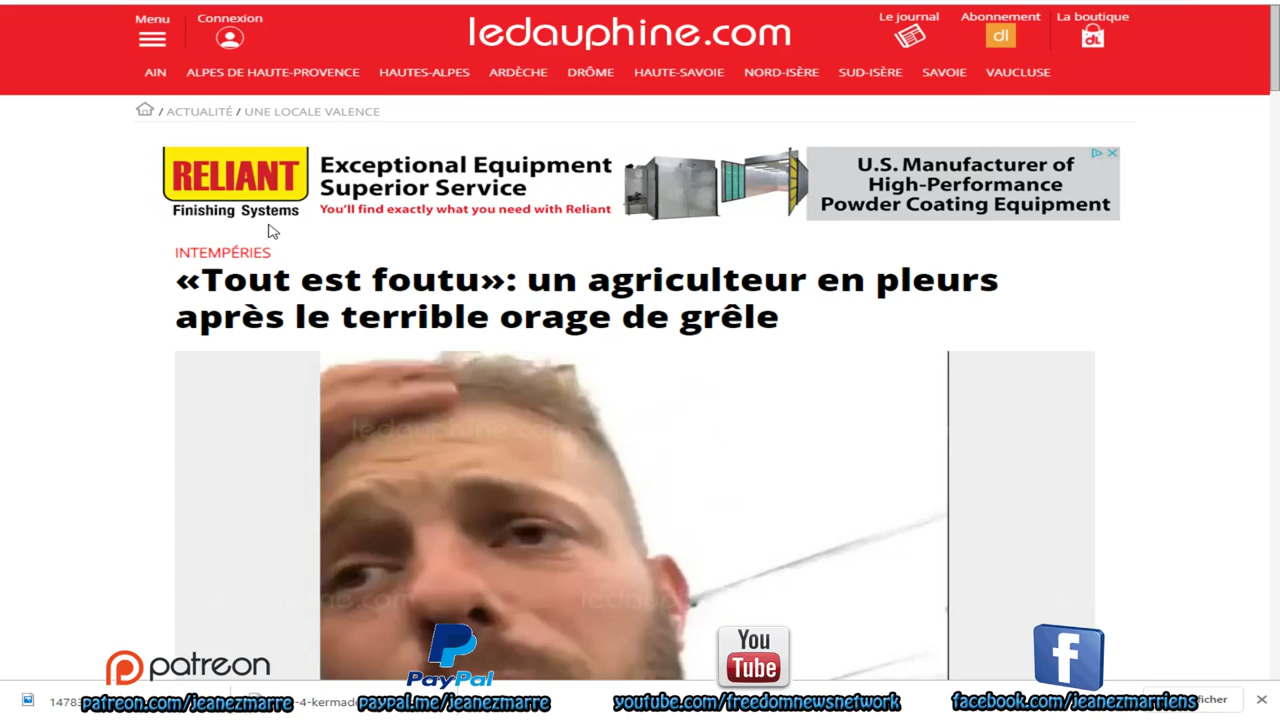 Menu
Connexion
ledauphine.com
Le journal
Abonnement
dl
La boutique
dl
AIN
ALPES DE HAUTE-PROVENCE
HAUTES-ALPES
ARDÈCHE
DRÔME
HAUTE-SAVOIE
NORD-ISÈRE
SUD-ISÈRE
SAVOIE
VAUCLUSE
/ ACTUALITÉ / UNE LOCALE VALENCE
RELIANT
Finishing Systems
Exceptional Equipment
Superior Service
You'll find exactly what you need with Reliant
U.S. Manufacturer of
High-Performance
Powder Coating Equipment
INTEMPÉRIES
«Tout est foutu»: un agriculteur en pleurs
après le terrible orage de grêle
ledauphine.com
patreon
PayPal
You
Tube
f
patreon.com/jeanezmarre
paypal.me/jeanezmarre
youtube.com/freedomnewsnetwork
facebook.com/jeanezmarriens